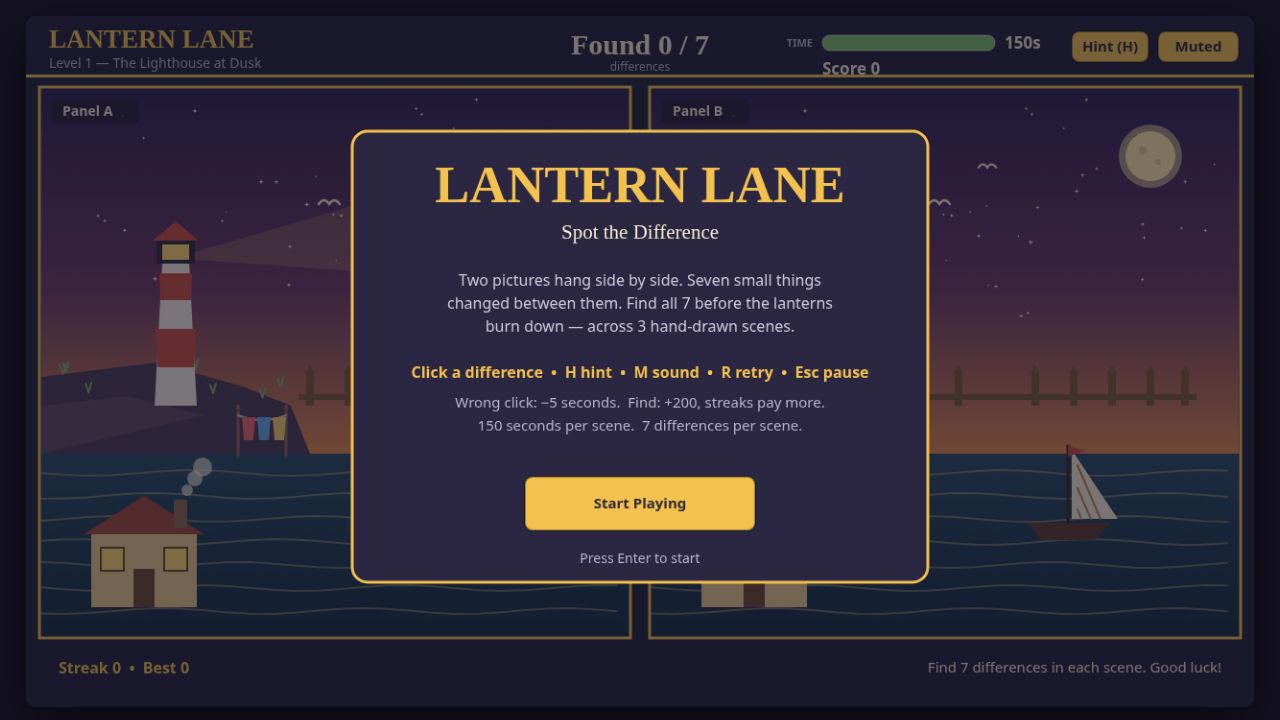 LANTERN LANE
Level 1 — The Lighthouse at Dusk
Found 0 / 7
differences
TIME 150s
Score 0
Hint (H)
Muted
Panel A
Panel B
LANTERN LANE
Spot the Difference
Two pictures hang side by side. Seven small things
changed between them. Find all 7 before the lanterns
burn down — across 3 hand-drawn scenes.
Click a difference • H hint • M sound • R retry • Esc pause
Wrong click: −5 seconds. Find: +200, streaks pay more.
150 seconds per scene. 7 differences per scene.
Start Playing
Press Enter to start
Streak 0 • Best 0
Find 7 differences in each scene. Good luck!